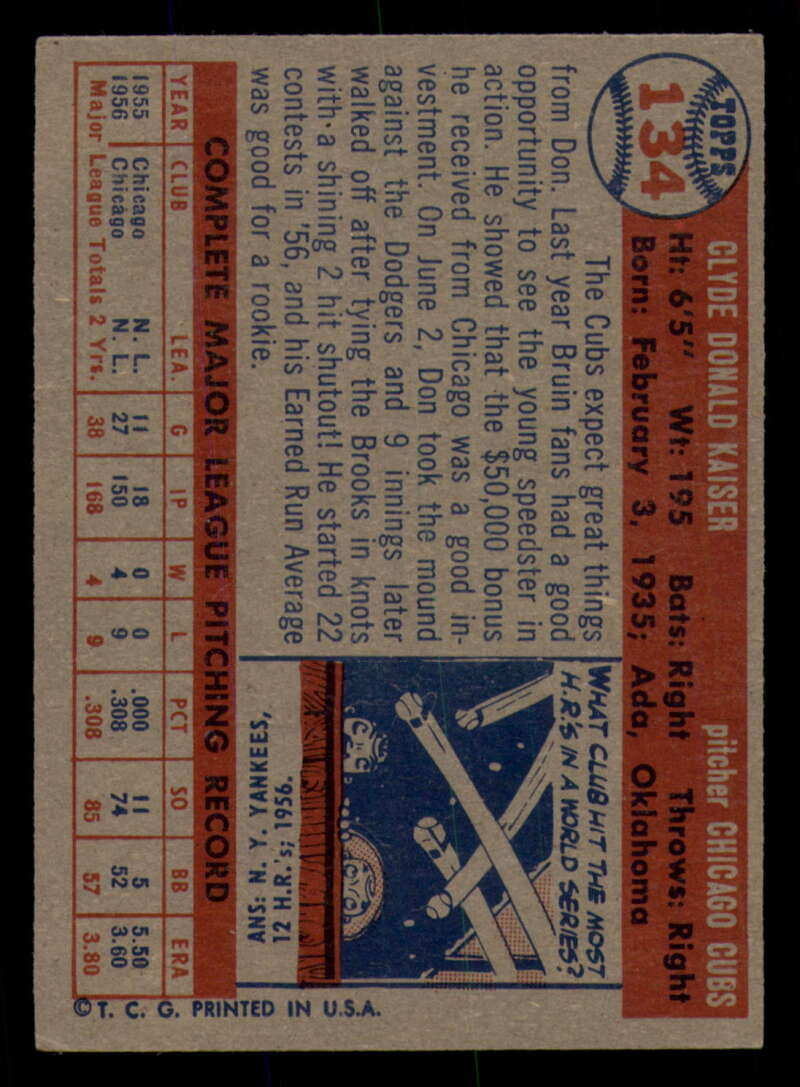 TOPPS
134
CLYDE DONALD KAISER pitcher CHICAGO CUBS
Ht: 6'5" Wt: 195 Bats: Right Throws: Right
Born: February 3, 1935; Ada, Oklahoma
The Cubs expect great things
from Don. Last year Bruin fans had a good
opportunity to see the young speedster in
action. He showed that the $50,000 bonus
he received from Chicago was a good in-
vestment. On June 2, Don took the mound
against the Dodgers and 9 innings later
walked off after tying the Brooks in knots
with a shining 2 hit shutout! He started 22
contests in '56, and his Earned Run Average
was good for a rookie.
WHAT CLUB HIT THE MOST
H.R.'S IN A WORLD SERIES?
ANS: N. Y. YANKEES,
12 H.R.'s; 1956.
COMPLETE MAJOR LEAGUE PITCHING RECORD
YEAR CLUB LEA. G IP W L PCT SO BB ERA
1955 Chicago N. L. 11 18 0 0 .000 11 5 5.50
1956 Chicago N. L. 27 150 4 9 .308 74 52 3.60
Major League Totals 2 Yrs. 38 168 4 9 .308 85 57 3.80
© T. C. G. PRINTED IN U.S.A.